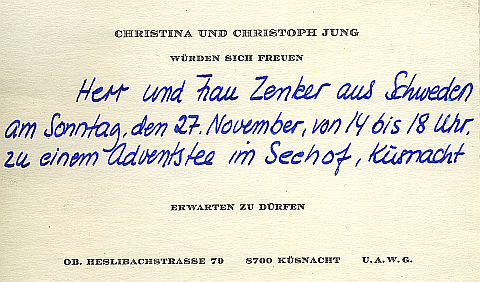 CHRISTINA UND CHRISTOPH JUNG
WÜRDEN SICH FREUEN
Herr und Frau Zenker aus Schweden
am Sonntag, den 27. November, von 14 bis 18 Uhr,
zu einem Adventstee im Seehof, Küsnacht
ERWARTEN ZU DÜRFEN
OB. HESLIBACHSTRASSE 79 8700 KÜSNACHT U.A.W.G.